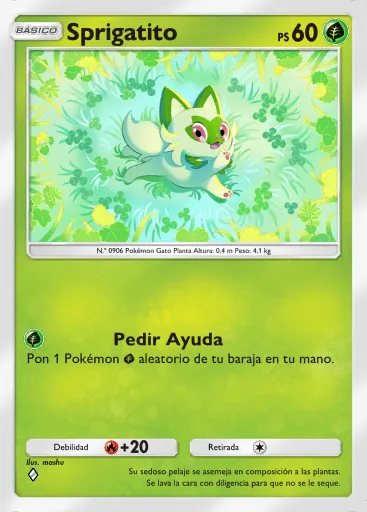 BÁSICO Sprigatito PS 60
N.º 0906 Pokémon Gato Planta Altura: 0,4 m Peso: 4,1 kg
Pedir Ayuda
Pon 1 Pokémon aleatorio de tu baraja en tu mano.
Debilidad +20 Retirada
Ilus. mashu
Su sedoso pelaje se asemeja en composición a las plantas.
Se lava la cara con diligencia para que no se le seque.